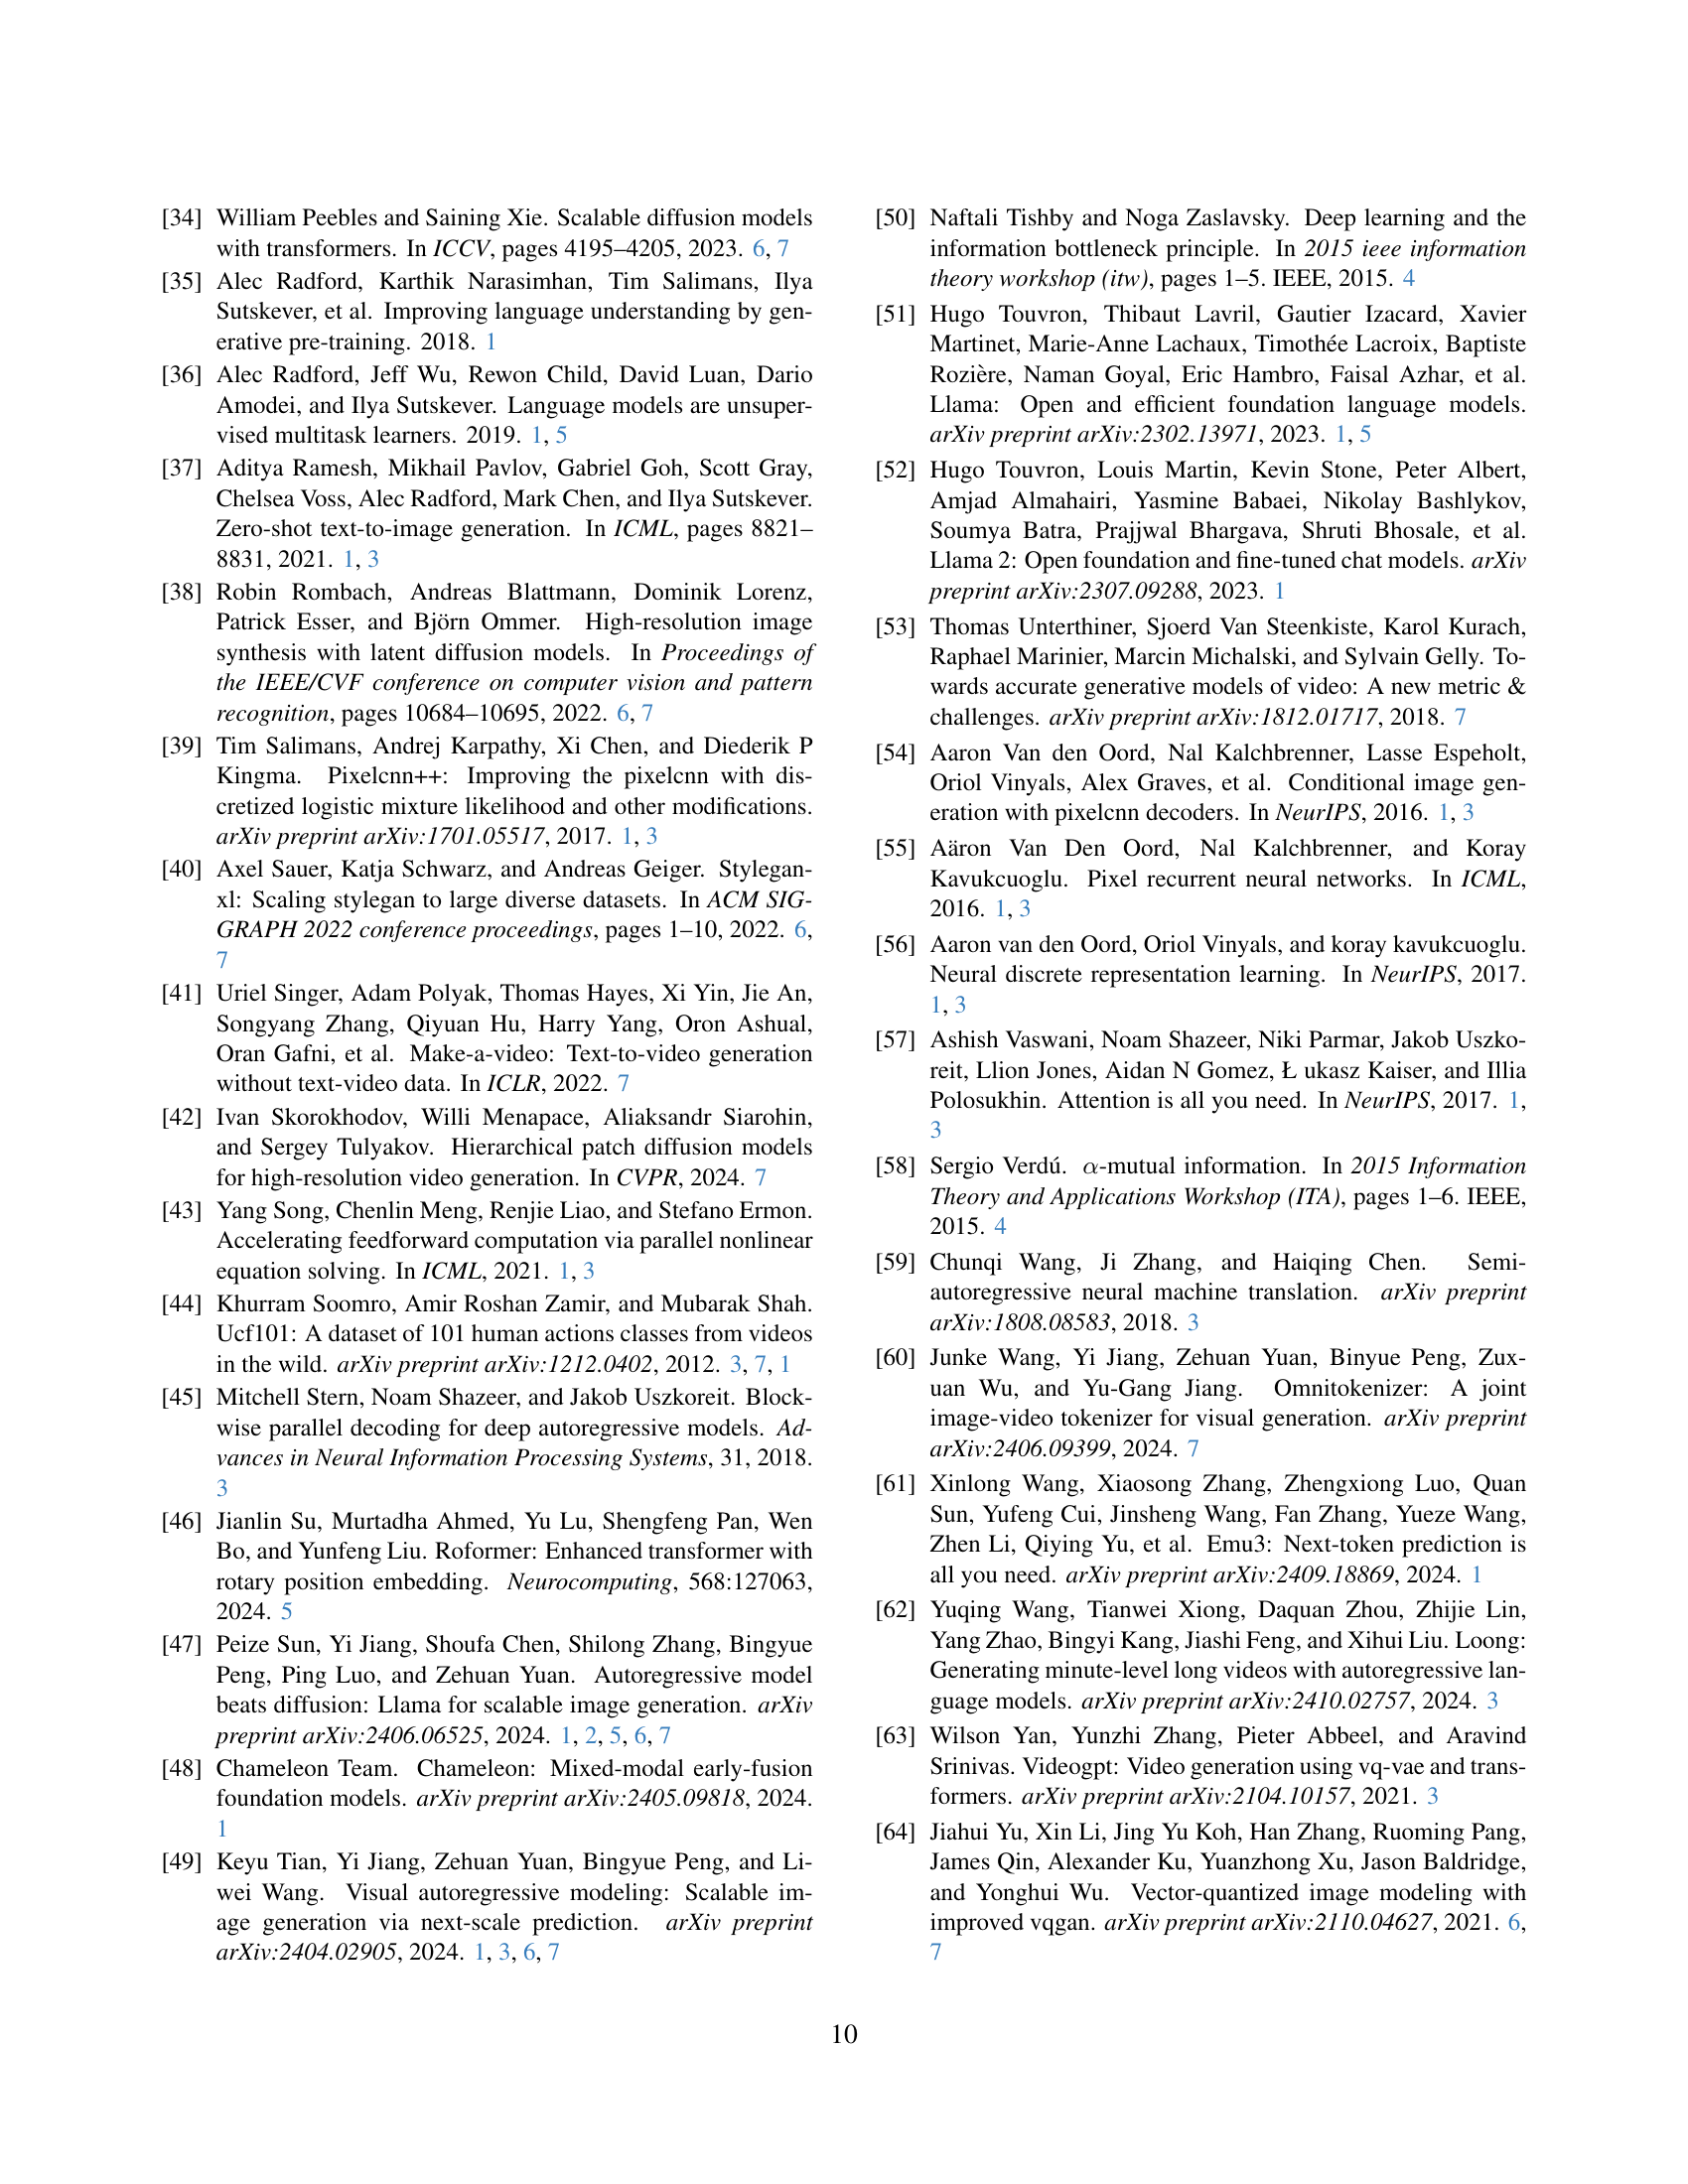 [34] William Peebles and Saining Xie. Scalable diffusion models
with transformers. In ICCV, pages 4195–4205, 2023. 6, 7
[35] Alec Radford, Karthik Narasimhan, Tim Salimans, Ilya
Sutskever, et al. Improving language understanding by gen-
erative pre-training. 2018. 1
[36] Alec Radford, Jeff Wu, Rewon Child, David Luan, Dario
Amodei, and Ilya Sutskever. Language models are unsuper-
vised multitask learners. 2019. 1, 5
[37] Aditya Ramesh, Mikhail Pavlov, Gabriel Goh, Scott Gray,
Chelsea Voss, Alec Radford, Mark Chen, and Ilya Sutskever.
Zero-shot text-to-image generation. In ICML, pages 8821–
8831, 2021. 1, 3
[38] Robin Rombach, Andreas Blattmann, Dominik Lorenz,
Patrick Esser, and Björn Ommer. High-resolution image
synthesis with latent diffusion models. In Proceedings of
the IEEE/CVF conference on computer vision and pattern
recognition, pages 10684–10695, 2022. 6, 7
[39] Tim Salimans, Andrej Karpathy, Xi Chen, and Diederik P
Kingma. Pixelcnn++: Improving the pixelcnn with dis-
cretized logistic mixture likelihood and other modifications.
arXiv preprint arXiv:1701.05517, 2017. 1, 3
[40] Axel Sauer, Katja Schwarz, and Andreas Geiger. Stylegan-
xl: Scaling stylegan to large diverse datasets. In ACM SIG-
GRAPH 2022 conference proceedings, pages 1–10, 2022. 6,
7
[41] Uriel Singer, Adam Polyak, Thomas Hayes, Xi Yin, Jie An,
Songyang Zhang, Qiyuan Hu, Harry Yang, Oron Ashual,
Oran Gafni, et al. Make-a-video: Text-to-video generation
without text-video data. In ICLR, 2022. 7
[42] Ivan Skorokhodov, Willi Menapace, Aliaksandr Siarohin,
and Sergey Tulyakov. Hierarchical patch diffusion models
for high-resolution video generation. In CVPR, 2024. 7
[43] Yang Song, Chenlin Meng, Renjie Liao, and Stefano Ermon.
Accelerating feedforward computation via parallel nonlinear
equation solving. In ICML, 2021. 1, 3
[44] Khurram Soomro, Amir Roshan Zamir, and Mubarak Shah.
Ucf101: A dataset of 101 human actions classes from videos
in the wild. arXiv preprint arXiv:1212.0402, 2012. 3, 7, 1
[45] Mitchell Stern, Noam Shazeer, and Jakob Uszkoreit. Block-
wise parallel decoding for deep autoregressive models. Ad-
vances in Neural Information Processing Systems, 31, 2018.
3
[46] Jianlin Su, Murtadha Ahmed, Yu Lu, Shengfeng Pan, Wen
Bo, and Yunfeng Liu. Roformer: Enhanced transformer with
rotary position embedding. Neurocomputing, 568:127063,
2024. 5
[47] Peize Sun, Yi Jiang, Shoufa Chen, Shilong Zhang, Bingyue
Peng, Ping Luo, and Zehuan Yuan. Autoregressive model
beats diffusion: Llama for scalable image generation. arXiv
preprint arXiv:2406.06525, 2024. 1, 2, 5, 6, 7
[48] Chameleon Team. Chameleon: Mixed-modal early-fusion
foundation models. arXiv preprint arXiv:2405.09818, 2024.
1
[49] Keyu Tian, Yi Jiang, Zehuan Yuan, Bingyue Peng, and Li-
wei Wang. Visual autoregressive modeling: Scalable im-
age generation via next-scale prediction. arXiv preprint
arXiv:2404.02905, 2024. 1, 3, 6, 7
[50] Naftali Tishby and Noga Zaslavsky. Deep learning and the
information bottleneck principle. In 2015 ieee information
theory workshop (itw), pages 1–5. IEEE, 2015. 4
[51] Hugo Touvron, Thibaut Lavril, Gautier Izacard, Xavier
Martinet, Marie-Anne Lachaux, Timothée Lacroix, Baptiste
Rozière, Naman Goyal, Eric Hambro, Faisal Azhar, et al.
Llama: Open and efficient foundation language models.
arXiv preprint arXiv:2302.13971, 2023. 1, 5
[52] Hugo Touvron, Louis Martin, Kevin Stone, Peter Albert,
Amjad Almahairi, Yasmine Babaei, Nikolay Bashlykov,
Soumya Batra, Prajjwal Bhargava, Shruti Bhosale, et al.
Llama 2: Open foundation and fine-tuned chat models. arXiv
preprint arXiv:2307.09288, 2023. 1
[53] Thomas Unterthiner, Sjoerd Van Steenkiste, Karol Kurach,
Raphael Marinier, Marcin Michalski, and Sylvain Gelly. To-
wards accurate generative models of video: A new metric &
challenges. arXiv preprint arXiv:1812.01717, 2018. 7
[54] Aaron Van den Oord, Nal Kalchbrenner, Lasse Espeholt,
Oriol Vinyals, Alex Graves, et al. Conditional image gen-
eration with pixelcnn decoders. In NeurIPS, 2016. 1, 3
[55] Aäron Van Den Oord, Nal Kalchbrenner, and Koray
Kavukcuoglu. Pixel recurrent neural networks. In ICML,
2016. 1, 3
[56] Aaron van den Oord, Oriol Vinyals, and koray kavukcuoglu.
Neural discrete representation learning. In NeurIPS, 2017.
1, 3
[57] Ashish Vaswani, Noam Shazeer, Niki Parmar, Jakob Uszko-
reit, Llion Jones, Aidan N Gomez, Ł ukasz Kaiser, and Illia
Polosukhin. Attention is all you need. In NeurIPS, 2017. 1,
3
[58] Sergio Verdú. α-mutual information. In 2015 Information
Theory and Applications Workshop (ITA), pages 1–6. IEEE,
2015. 4
[59] Chunqi Wang, Ji Zhang, and Haiqing Chen. Semi-
autoregressive neural machine translation. arXiv preprint
arXiv:1808.08583, 2018. 3
[60] Junke Wang, Yi Jiang, Zehuan Yuan, Binyue Peng, Zux-
uan Wu, and Yu-Gang Jiang. Omnitokenizer: A joint
image-video tokenizer for visual generation. arXiv preprint
arXiv:2406.09399, 2024. 7
[61] Xinlong Wang, Xiaosong Zhang, Zhengxiong Luo, Quan
Sun, Yufeng Cui, Jinsheng Wang, Fan Zhang, Yueze Wang,
Zhen Li, Qiying Yu, et al. Emu3: Next-token prediction is
all you need. arXiv preprint arXiv:2409.18869, 2024. 1
[62] Yuqing Wang, Tianwei Xiong, Daquan Zhou, Zhijie Lin,
Yang Zhao, Bingyi Kang, Jiashi Feng, and Xihui Liu. Loong:
Generating minute-level long videos with autoregressive lan-
guage models. arXiv preprint arXiv:2410.02757, 2024. 3
[63] Wilson Yan, Yunzhi Zhang, Pieter Abbeel, and Aravind
Srinivas. Videogpt: Video generation using vq-vae and trans-
formers. arXiv preprint arXiv:2104.10157, 2021. 3
[64] Jiahui Yu, Xin Li, Jing Yu Koh, Han Zhang, Ruoming Pang,
James Qin, Alexander Ku, Yuanzhong Xu, Jason Baldridge,
and Yonghui Wu. Vector-quantized image modeling with
improved vqgan. arXiv preprint arXiv:2110.04627, 2021. 6,
7
10